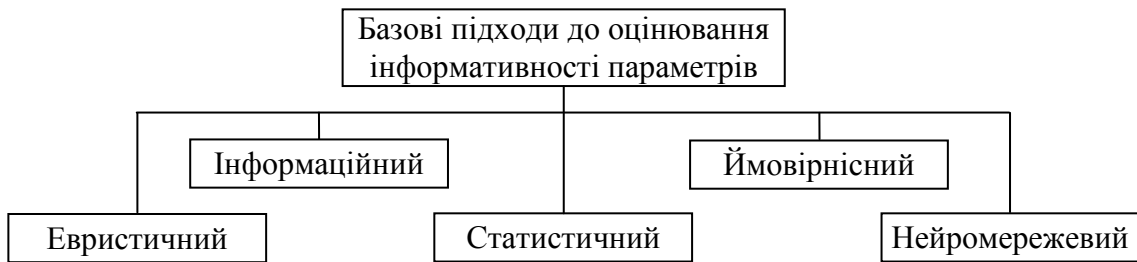 Базові підходи до оцінювання
інформативності параметрів
Інформаційний
Ймовірнісний
Евристичний
Статистичний
Нейромережевий